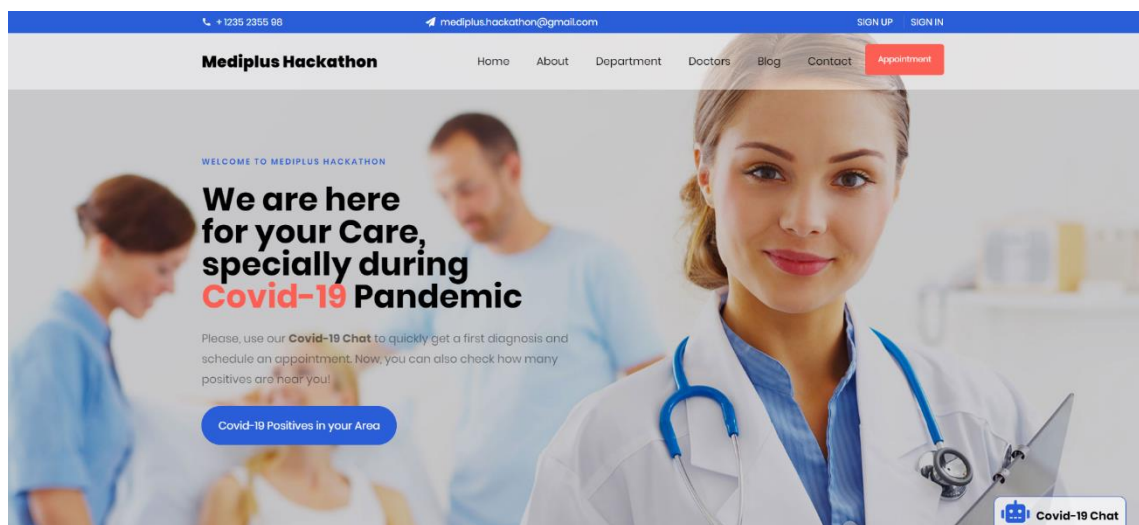 + 1235 2355 98
mediplus.hackathon@gmail.com
SIGN UP
SIGN IN
Mediplus Hackathon
Home
About
Department
Doctors
Blog
Contact
Appointment
WELCOME TO MEDIPLUS HACKATHON
We are here
for your Care,
specially during
Covid-19 Pandemic
Please, use our Covid-19 Chat to quickly get a first diagnosis and
schedule an appointment. Now, you can also check how many
positives are near you!
Covid-19 Positives in your Area
Covid-19 Chat